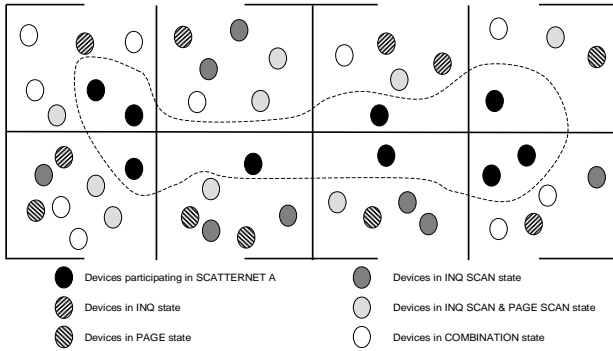 Devices participating in SCATTERNET A
Devices in INQ SCAN state
Devices in INQ state
Devices in INQ SCAN & PAGE SCAN state
Devices in PAGE state
Devices in COMBINATION state